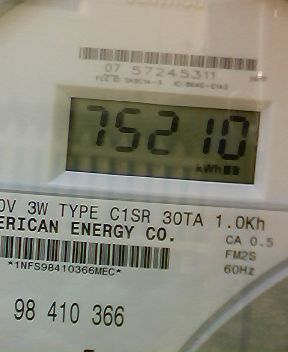 07 57245311
75210
kWh
0V 3W TYPE C1SR 30TA 1.0Kh
ERICAN ENERGY CO.
CA 0.5
FM2S
*1NFS98410366MEC*
60Hz
98 410 366